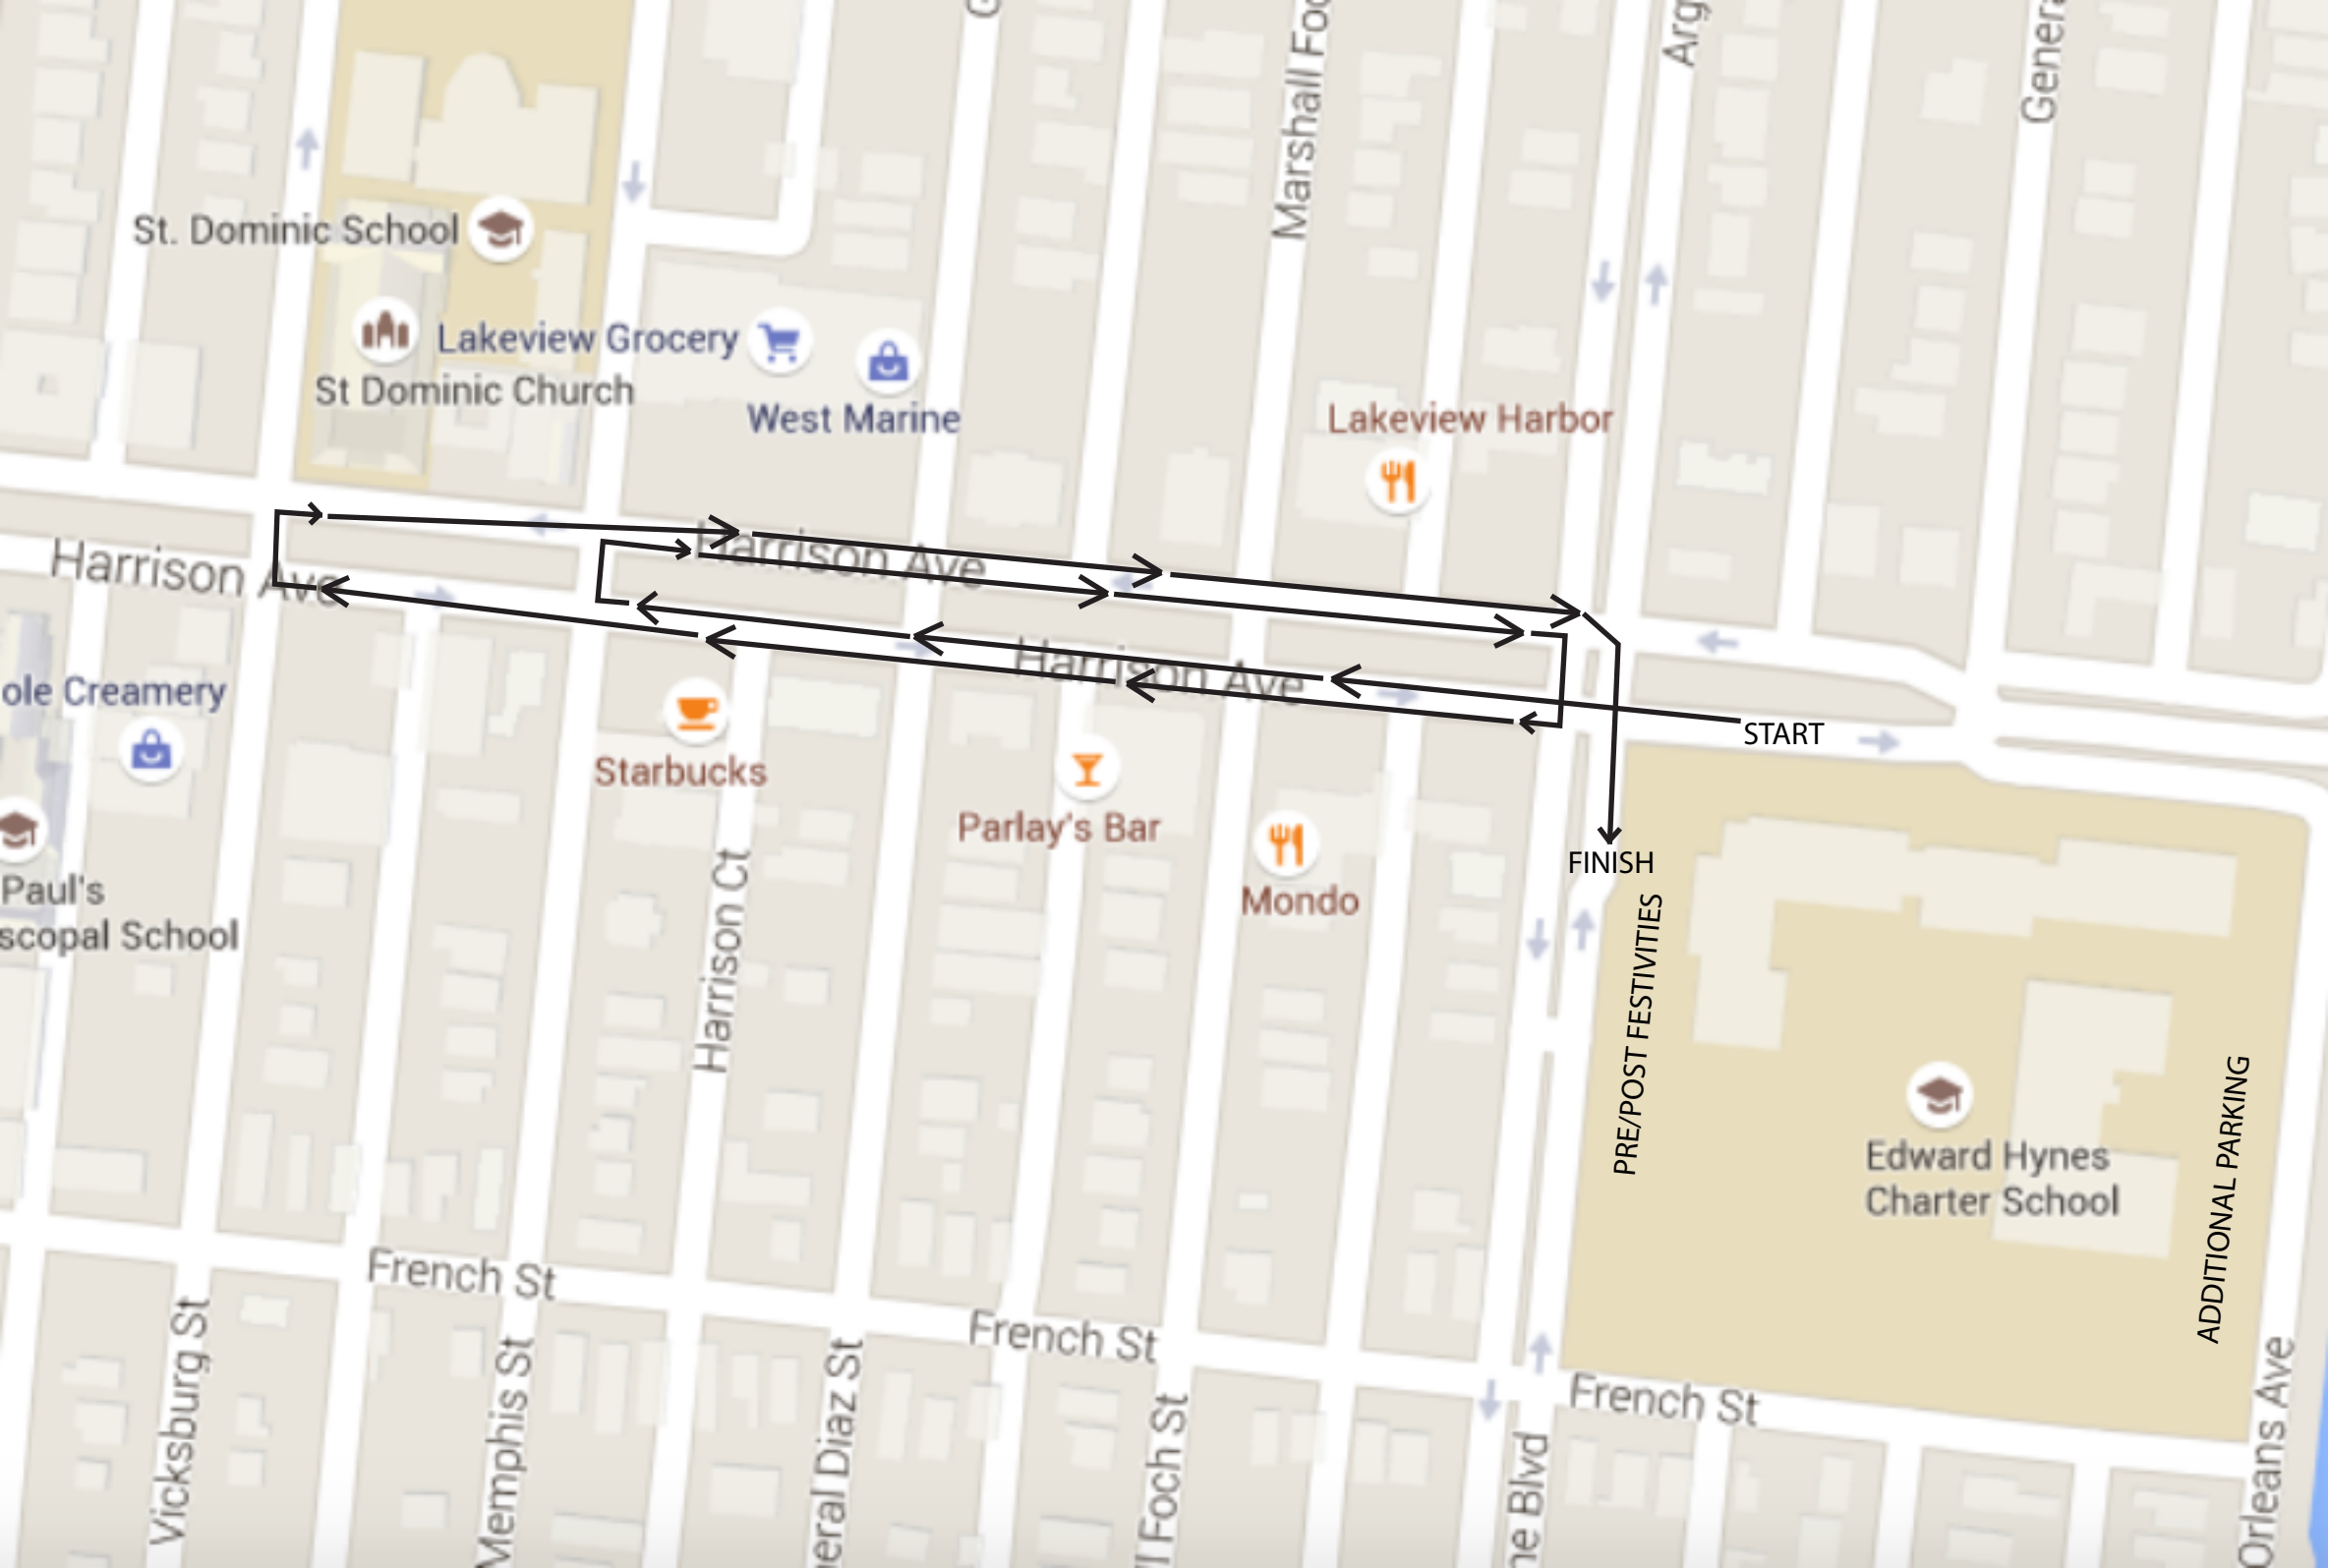 G
Marshall Foc
Arg
Genera
St. Dominic School
Lakeview Grocery
St Dominic Church
West Marine
Lakeview Harbor
Harrison Ave
Harrison Ave
Harrison Ave
START
ole Creamery
Starbucks
Parlay's Bar
Mondo
FINISH
Paul's
scopal School
Harrison Ct
PRE/POST FESTIVITIES
Edward Hynes
Charter School
ADDITIONAL PARKING
French St
French St
French St
Vicksburg St
Memphis St
eral Diaz St
l Foch St
ne Blvd
Orleans Ave